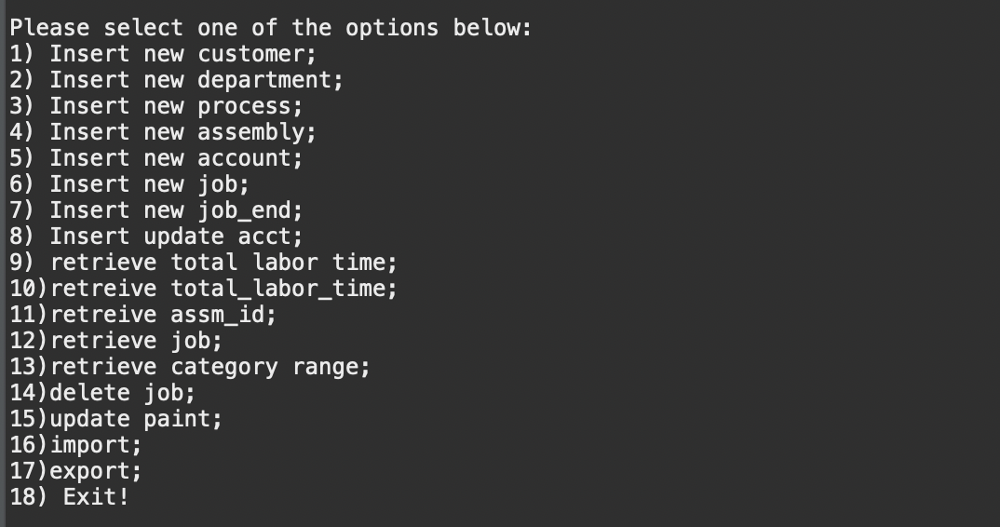 Please select one of the options below:
1) Insert new customer;
2) Insert new department;
3) Insert new process;
4) Insert new assembly;
5) Insert new account;
6) Insert new job;
7) Insert new job_end;
8) Insert update acct;
9) retrieve total labor time;
10)retreive total_labor_time;
11)retreive assm_id;
12)retrieve job;
13)retrieve category range;
14)delete job;
15)update paint;
16)import;
17)export;
18) Exit!